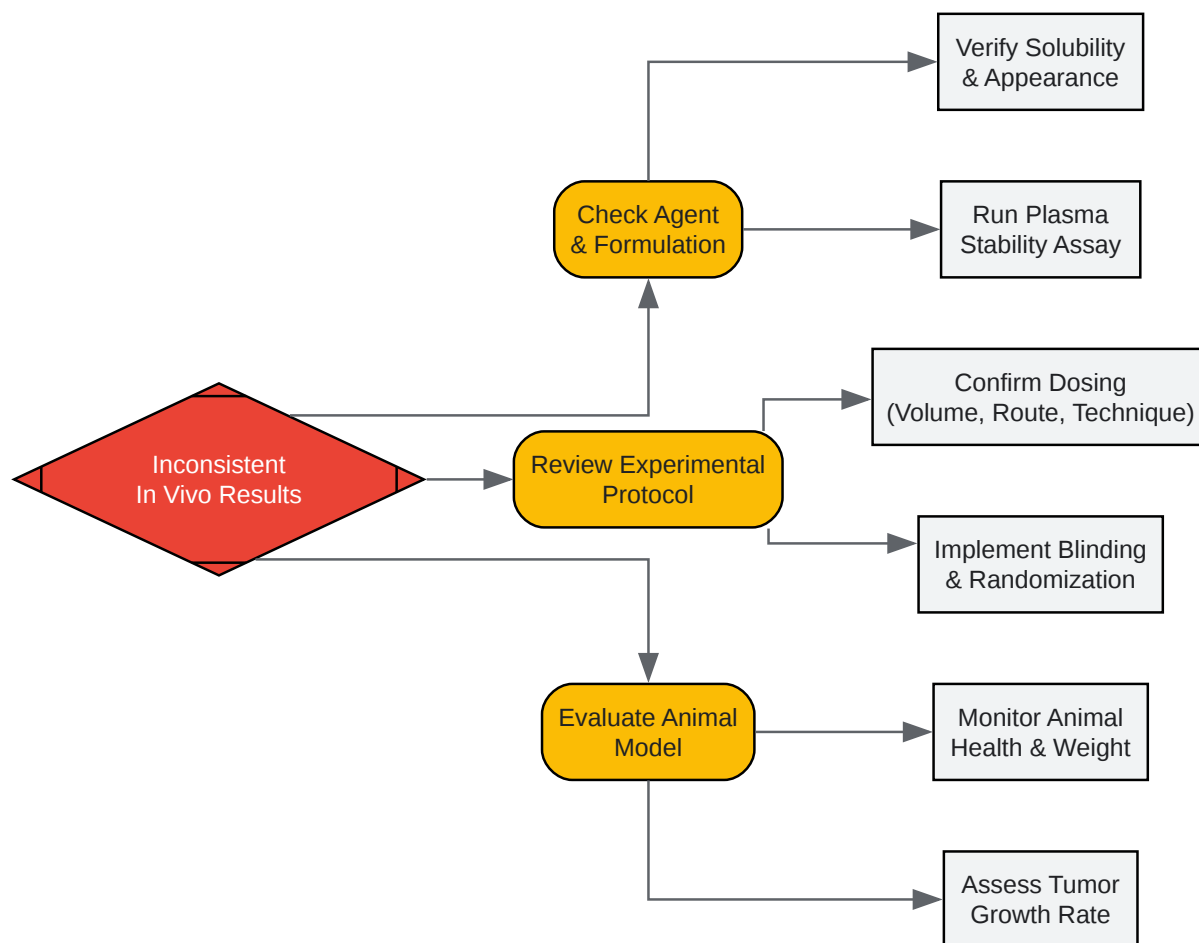 Verify Solubility
& Appearance
Check Agent
& Formulation
Run Plasma
Stability Assay
Confirm Dosing
(Volume, Route, Technique)
Inconsistent
In Vivo Results
Review Experimental
Protocol
Implement Blinding
& Randomization
Evaluate Animal
Model
Monitor Animal
Health & Weight
Assess Tumor
Growth Rate